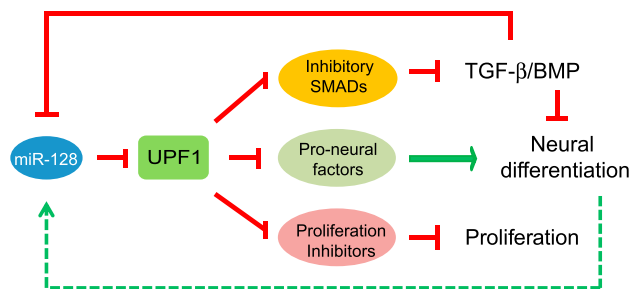 Inhibitory
SMADs
TGF-β/BMP
miR-128
UPF1
Pro-neural
factors
Neural
differentiation
Proliferation
Inhibitors
Proliferation